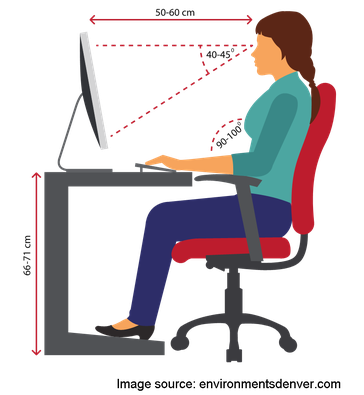 50-60 cm
40-45°
90-100°
66-71 cm
Image source: environmentsdenver.com